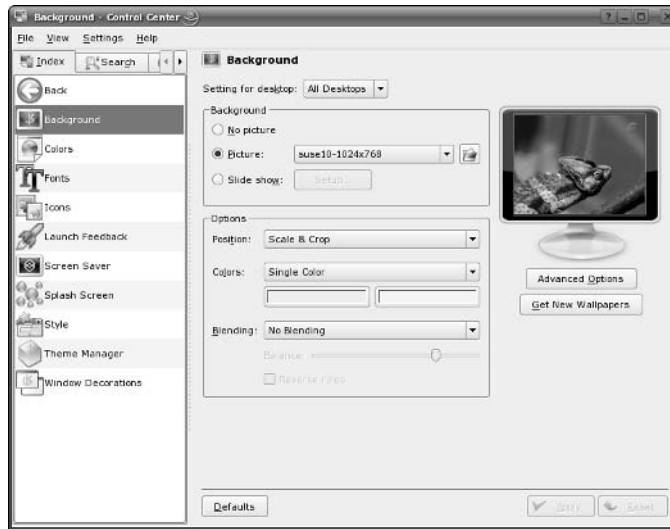 Background - Control Center
File View Settings Help
Index Search
Background
Back
Background
Colors
Fonts
Icons
Launch Feedback
Screen Saver
Splash Screen
Style
Theme Manager
Window Decorations
Setting for desktop: All Desktops
Background
No picture
Picture: suse10-1024x768
Slide show: Setup...
Options
Position: Scale & Crop
Colors: Single Color
Blending: No Blending
Balance:
Reverse roles
Advanced Options
Get New Wallpapers
Defaults
Apply
Reset